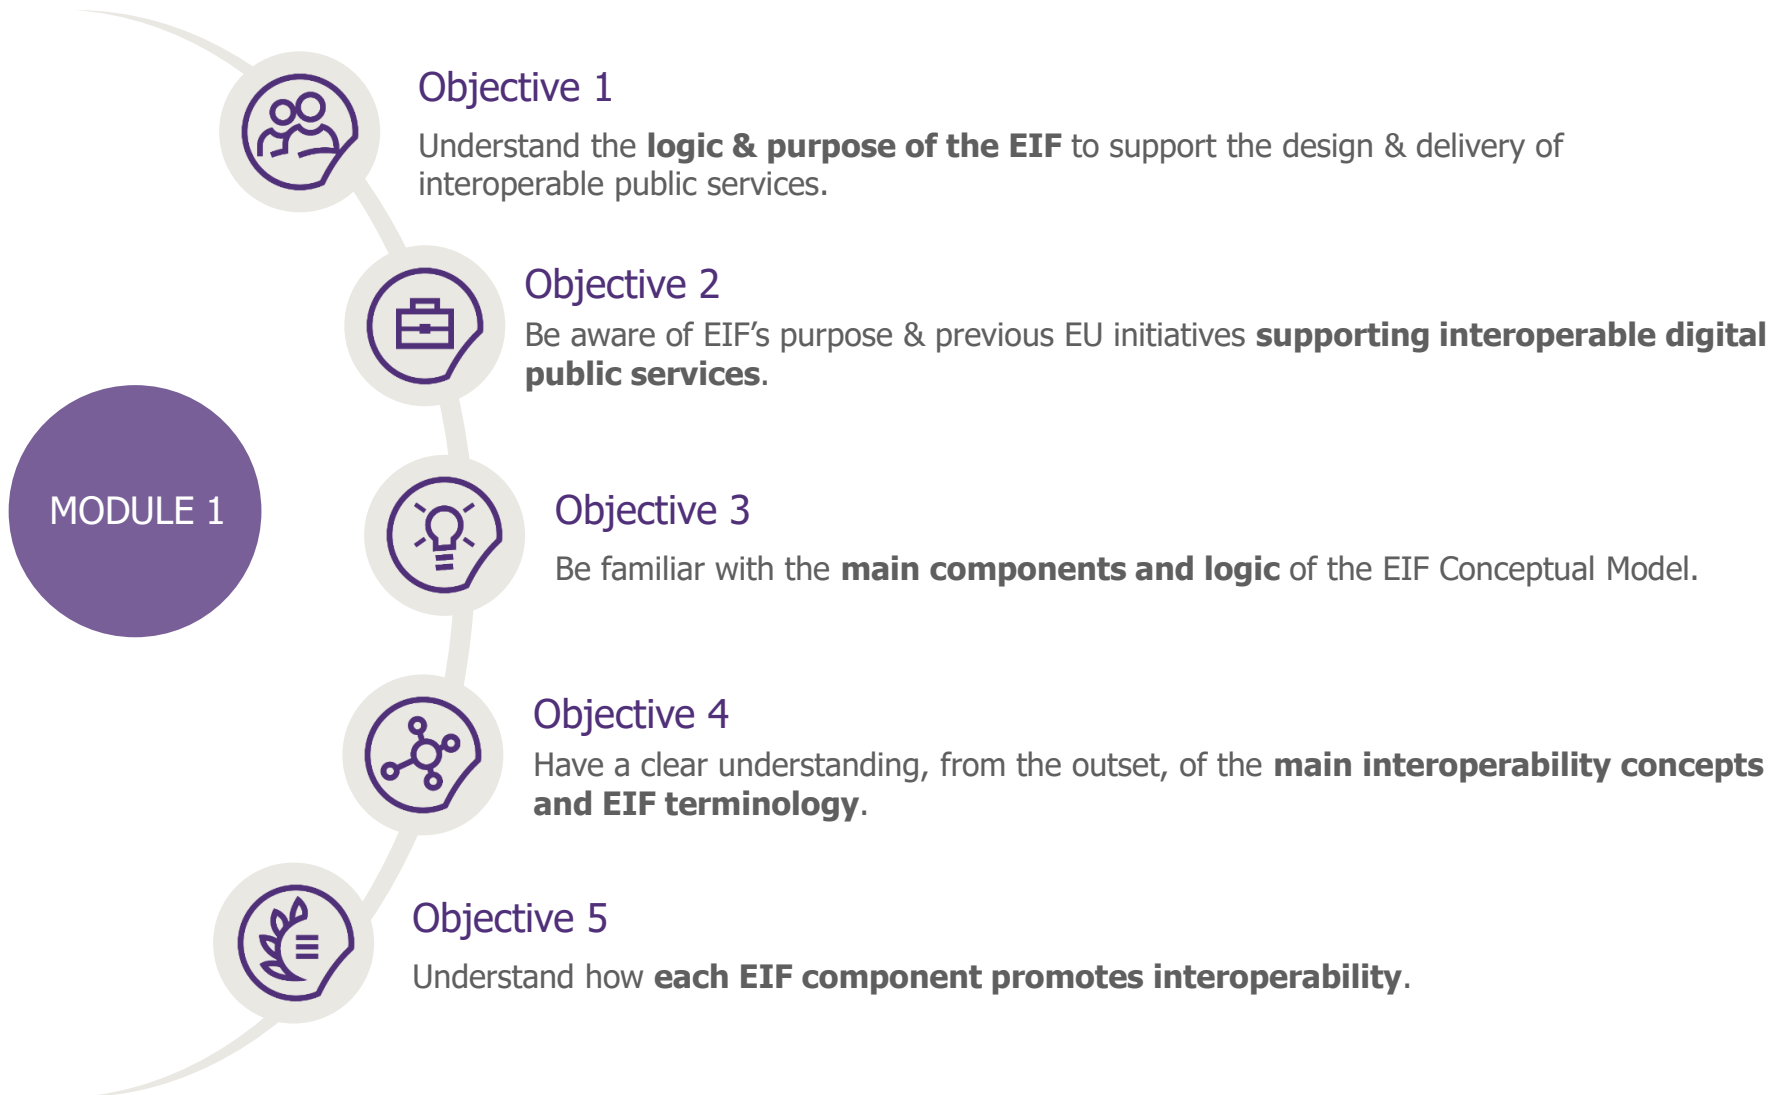 MODULE 1
Objective 1
Understand the logic & purpose of the EIF to support the design & delivery of
interoperable public services.
Objective 2
Be aware of EIF’s purpose & previous EU initiatives supporting interoperable digital
public services.
Objective 3
Be familiar with the main components and logic of the EIF Conceptual Model.
Objective 4
Have a clear understanding, from the outset, of the main interoperability concepts
and EIF terminology.
Objective 5
Understand how each EIF component promotes interoperability.